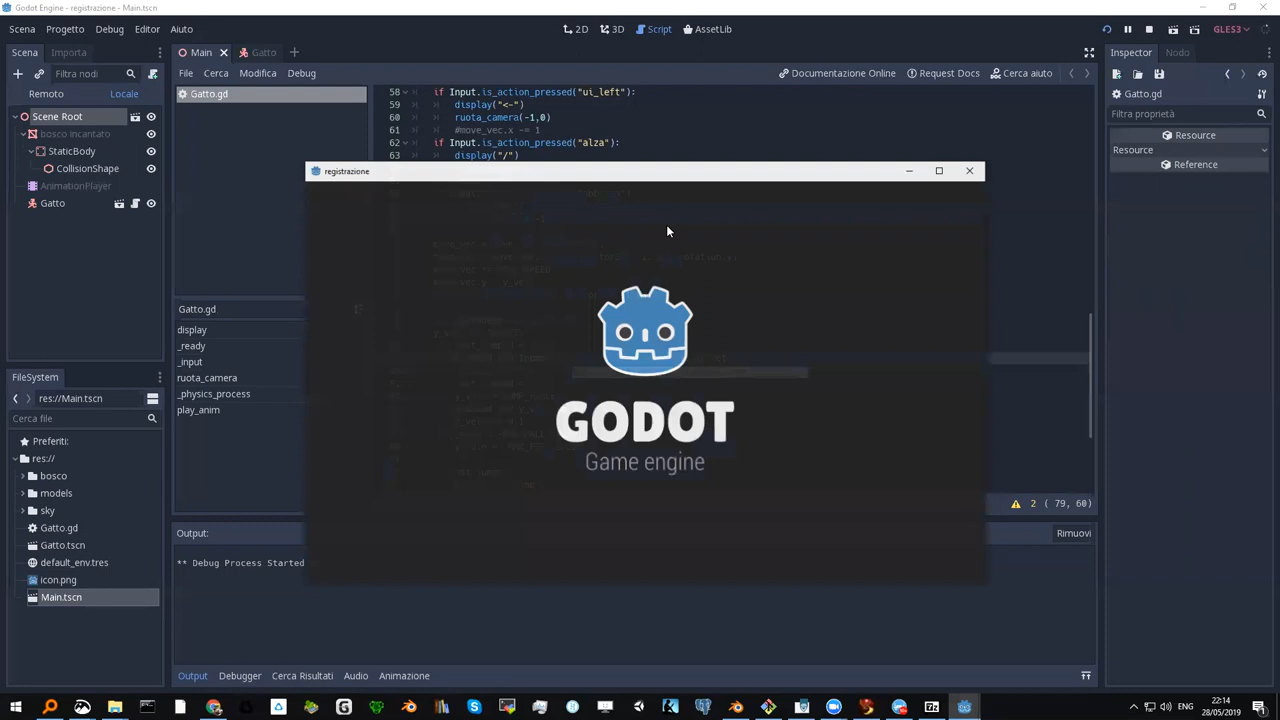 Godot Engine - registrazione - Main.tscn
Scena Progetto Debug Editor Aiuto
2D 3D Script AssetLib
GLES3
Scena Importa
Main Gatto
Inspector Nodo
Filtra nodi
File Cerca Modifica Debug
Documentazione Online Request Docs Cerca aiuto
Remoto Locale
Gatto.gd
Gatto.gd
Filtra proprietà
Resource
Resource
Reference
Scene Root
bosco incantato
StaticBody
CollisionShape
AnimationPlayer
Gatto
58 if Input.is_action_pressed("ui_left"):
59 display("<-")
60 ruota_camera(-1,0)
61 #move_vec.x -= 1
62 if Input.is_action_pressed("alza"):
63 display("/")
registrazione
GODOT
Game engine
Gatto.gd
display
_ready
_input
ruota_camera
_physics_process
play_anim
FileSystem
res://Main.tscn
Cerca file
Preferiti:
res://
bosco
models
sky
Gatto.gd
Gatto.tscn
default_env.tres
icon.png
Main.tscn
2 ( 79, 60)
Output:
Rimuovi
** Debug Process Started
Output Debugger Cerca Risultati Audio Animazione
ENG
22:14
28/05/2019